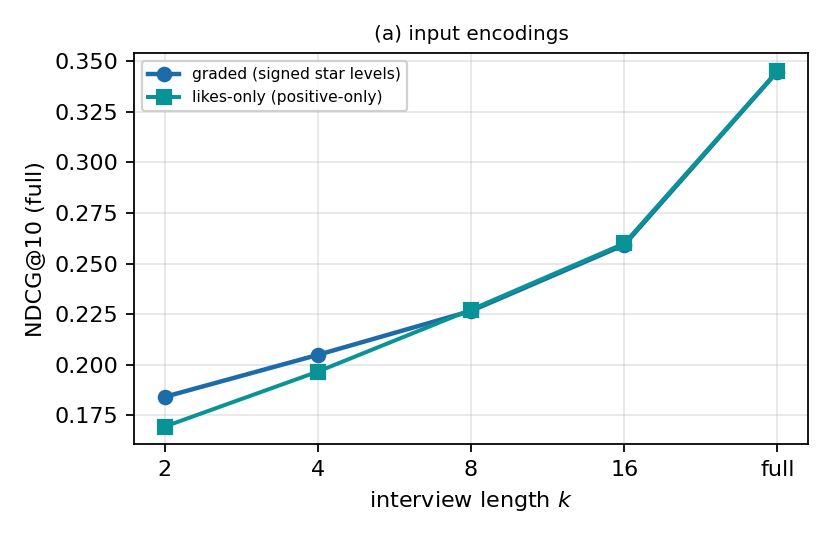 (a) input encodings
graded (signed star levels)
likes-only (positive-only)
NDCG@10 (full)
0.350
0.325
0.300
0.275
0.250
0.225
0.200
0.175
2 4 8 16 full
interview length k